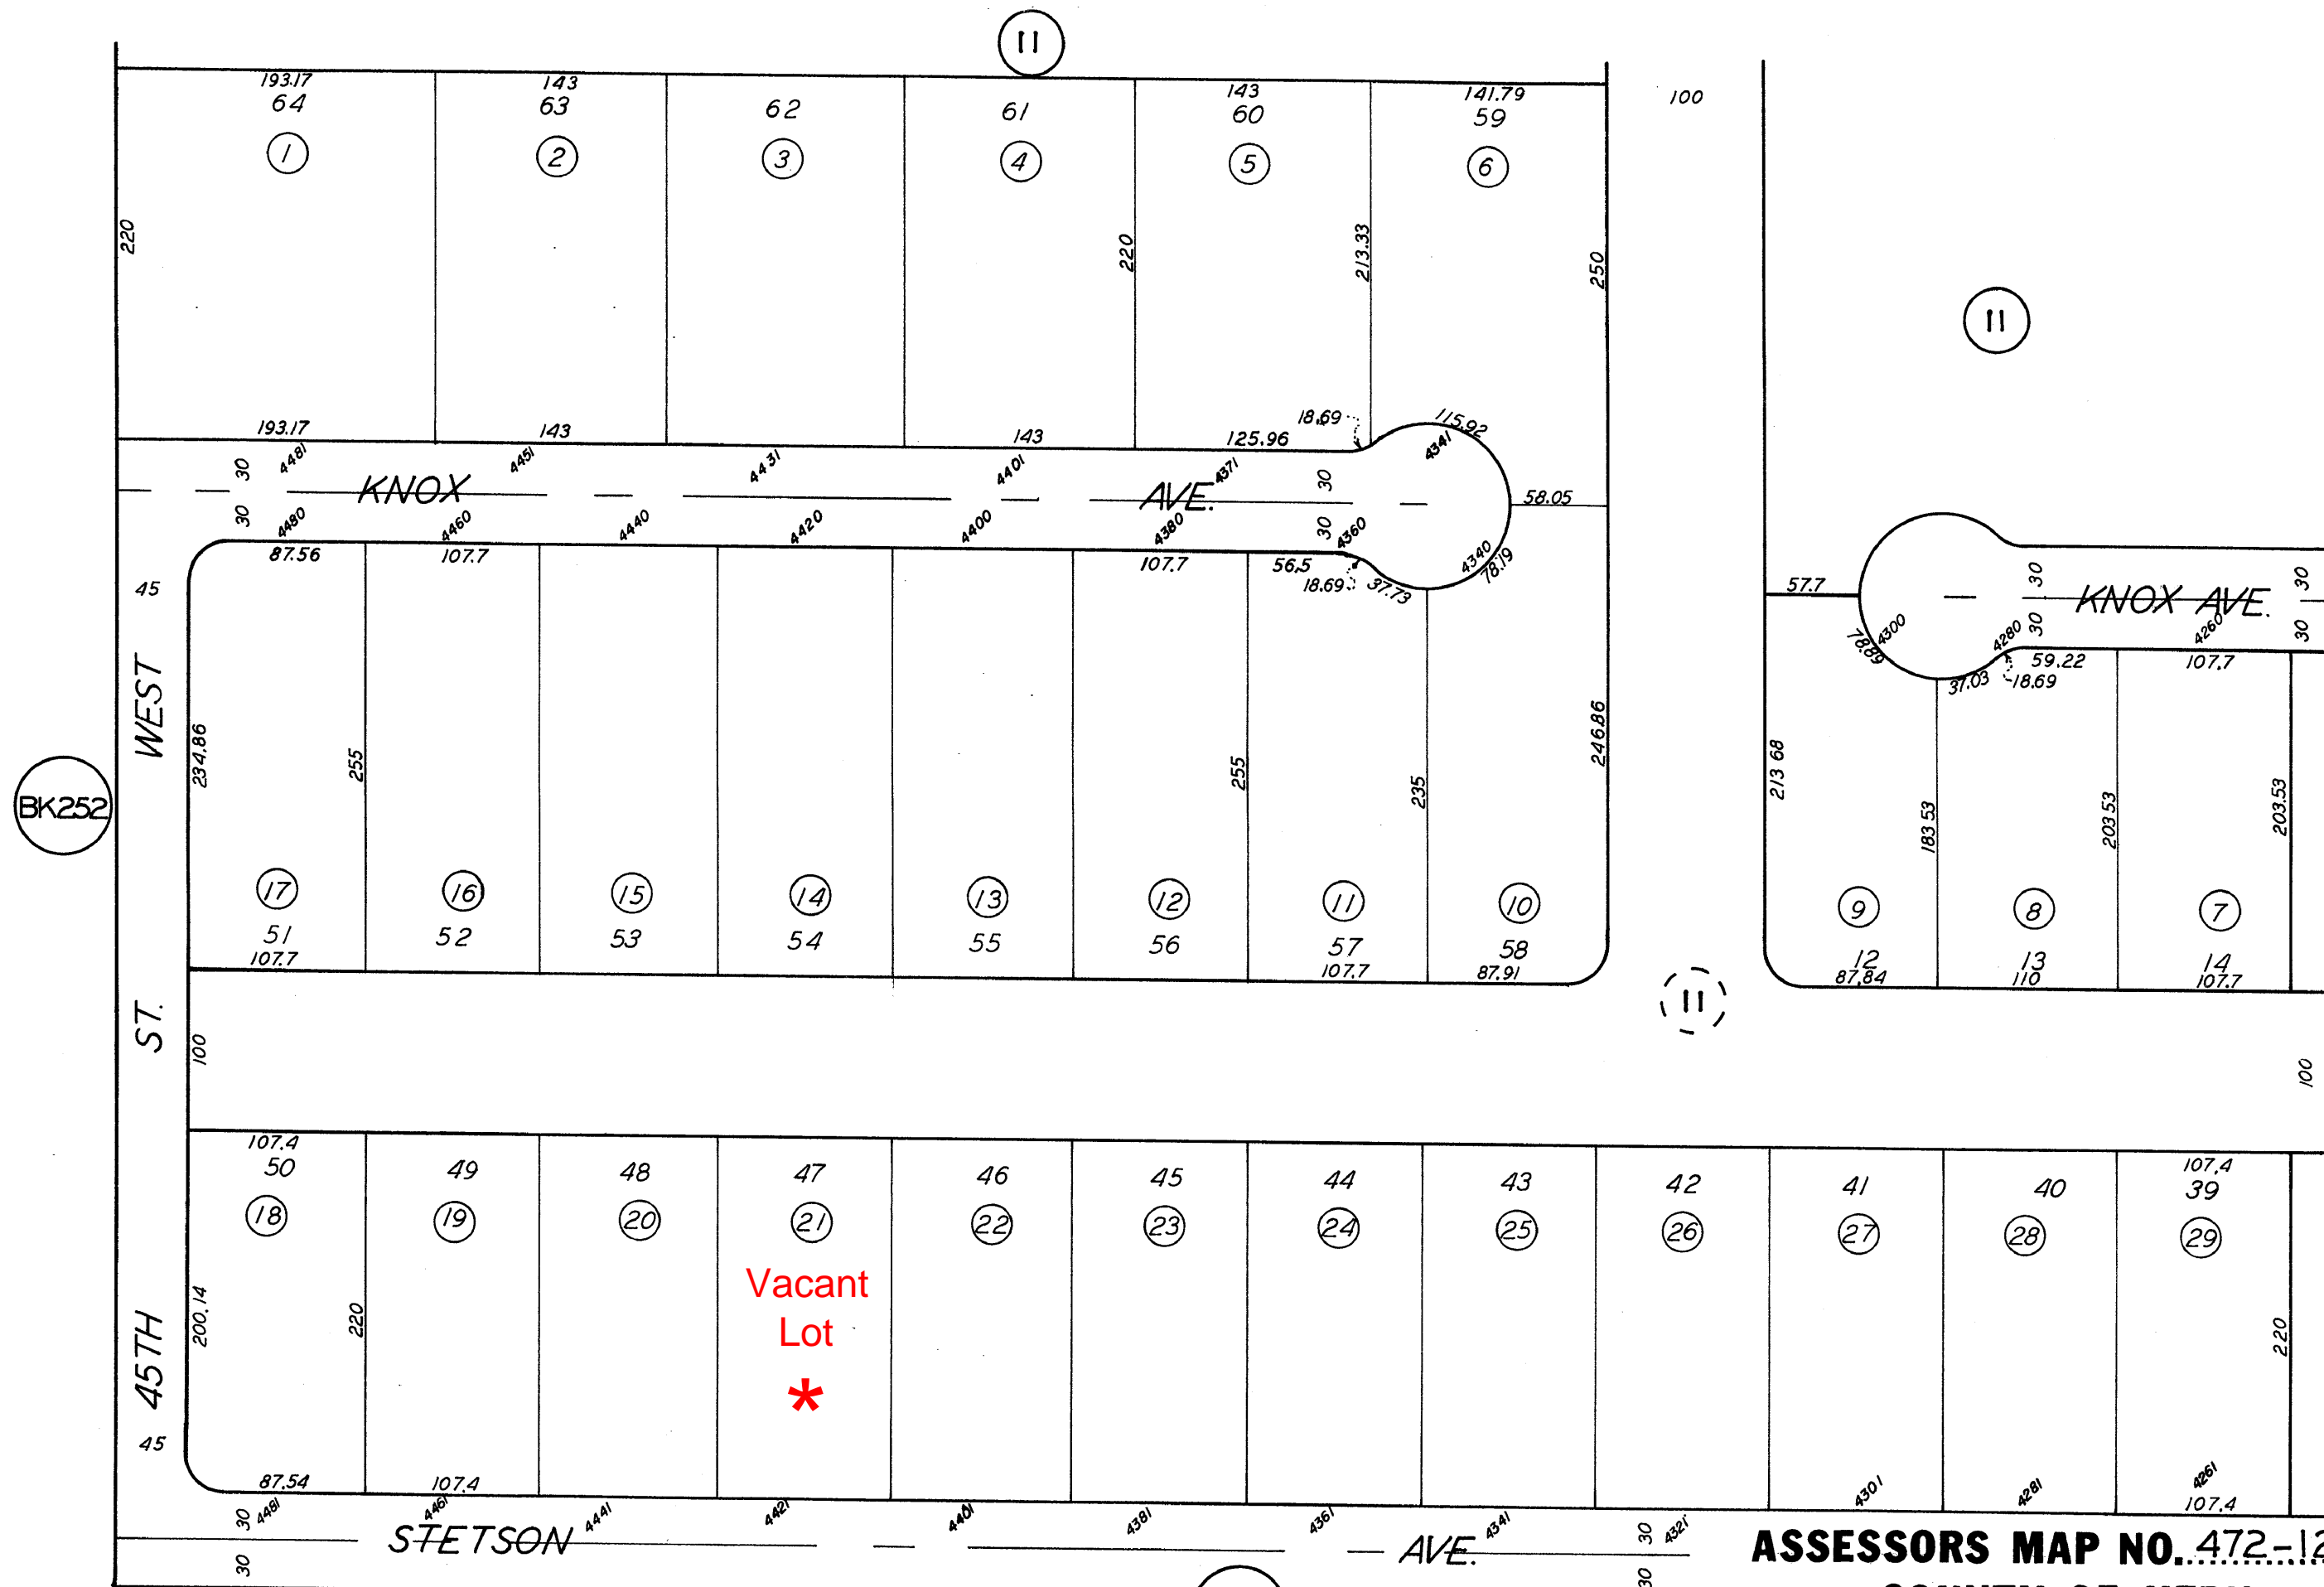 11
193.17 143 143 141.79 100
64 63 62 61 60 59
1 2 3 4 5 6
220 220 213.33 250
11
193.17 143 143 125.96 18.69 115.92
4481 4451 4431 4401 4371 4341
30 30
KNOX AVE. 58.05
30 30
4480 4460 4440 4420 4400 4380 4360 4340
87.56 107.7 107.7 56.5 18.69 37.73 78.19
45
57.7 30 KNOX AVE. 30
30 30
4300 4280 4260
78.89 37.03 18.69 59.22 107.7
WEST
234.86 255 255 235 246.86 213 68 183 53 203 53 203.53
BK252
17 16 15 14 13 12 11 10 9 8 7
51 52 53 54 55 56 57 58 12 13 14
107.7 107.7 87.91 87.84 110 107.7
ST.
11
100 100
107.4 107.4
50 49 48 47 46 45 44 43 42 41 40 39
18 19 20 21 22 23 24 25 26 27 28 29
Vacant
Lot
*
200.14 220 220
45TH
45
87.54 107.4 107.4
4481 4461 4441 4421 4401 4381 4361 4341 4321 4301 4281 4261
30 30
STETSON AVE.
30 30
ASSESSORS MAP NO. 472-12